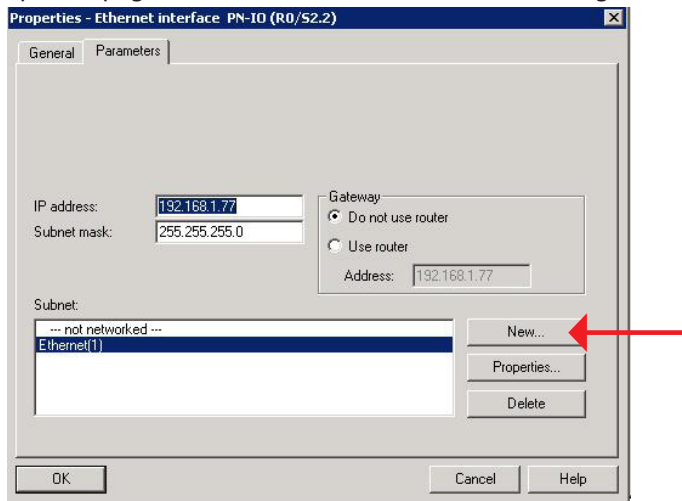 Properties - Ethernet interface PN-IO (R0/S2.2)
General Parameters
IP address: 192.168.1.77
Subnet mask: 255.255.255.0
Gateway
Do not use router
Use router
Address: 192.168.1.77
Subnet:
--- not networked ---
Ethernet(1)
New...
Properties...
Delete
OK Cancel Help